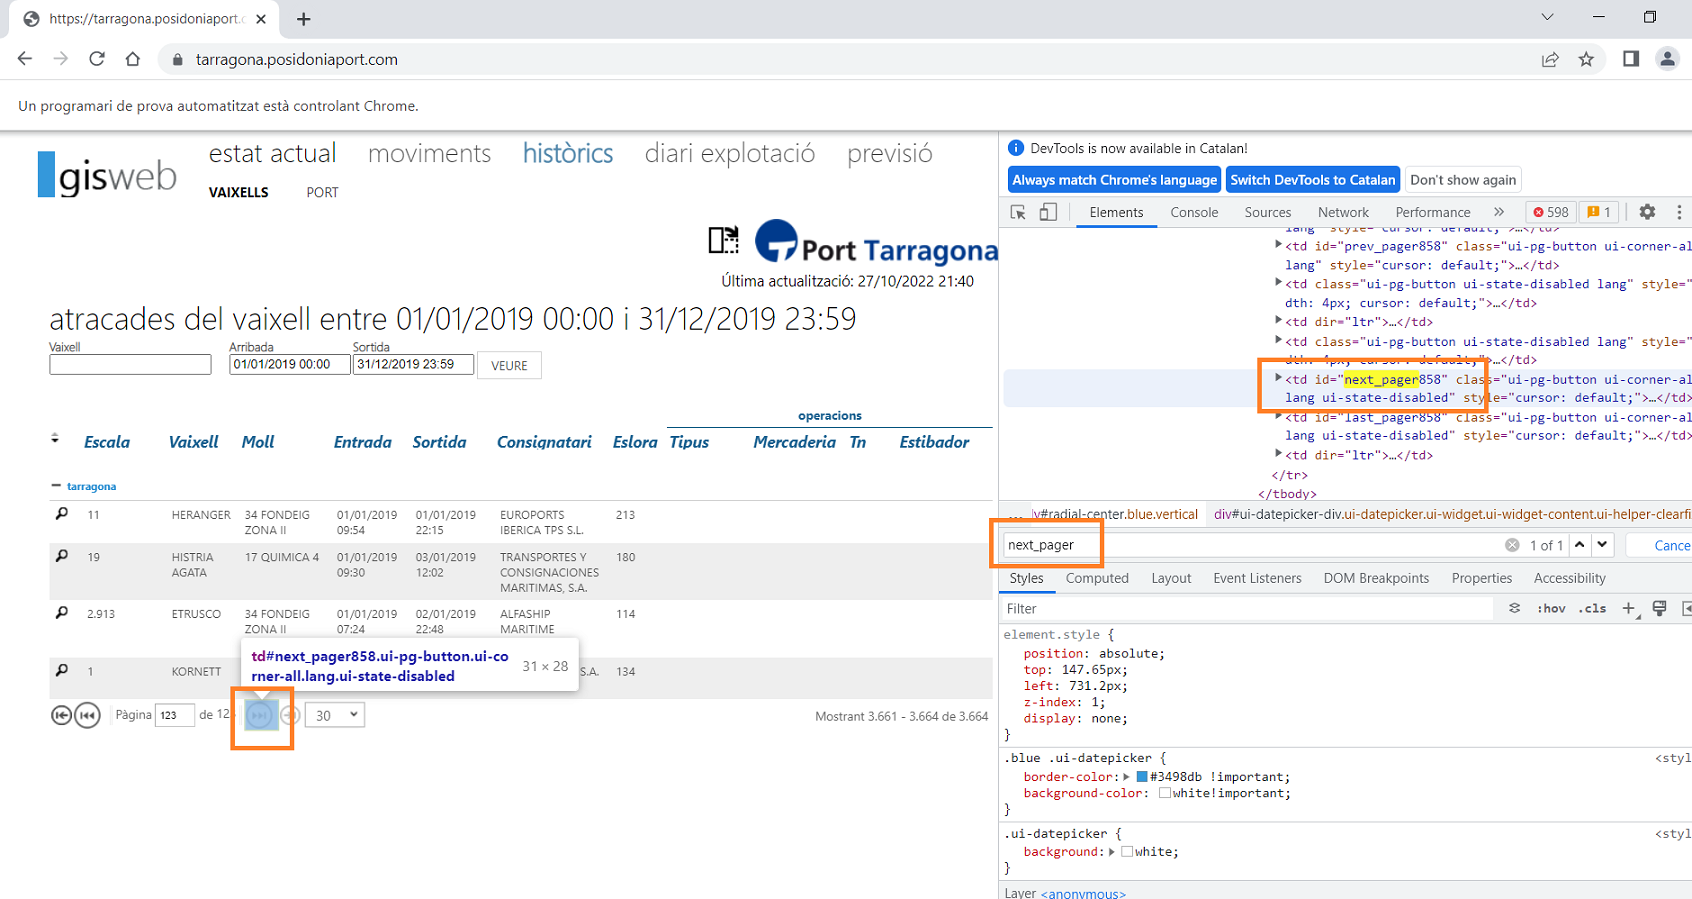 https://tarragona.posidoniaport.c
tarragona.posidoniaport.com
Un programari de prova automatitzat està controlant Chrome.
gisweb
estat actual
moviments
històrics
diari explotació
previsió
VAIXELLS
PORT
Port Tarragona
Última actualització: 27/10/2022 21:40
atracades del vaixell entre 01/01/2019 00:00 i 31/12/2019 23:59
Vaixell
Arribada
Sortida
01/01/2019 00:00
31/12/2019 23:59
VEURE
operacions
Escala
Vaixell
Moll
Entrada
Sortida
Consignatari
Eslora
Tipus
Mercaderia
Tn
Estibador
tarragona
11 HERANGER 34 FONDEIG 01/01/2019 01/01/2019 EUROPORTS 213
ZONA II 09:54 22:15 IBERICA TPS S.L.
19 HISTRIA 17 QUIMICA 4 01/01/2019 03/01/2019 TRANSPORTES Y 180
AGATA 09:30 12:02 CONSIGNACIONES
MARITIMAS, S.A.
2.913 ETRUSCO 34 FONDEIG 01/01/2019 02/01/2019 ALFASHIP 114
ZONA II 07:24 22:48 MARITIME
td#next_pager858.ui-pg-button.ui-co
rner-all.lang.ui-state-disabled
31 × 28
1 KORNETT S.A. 134
Pàgina 123 de 12
30
Mostrant 3.661 - 3.664 de 3.664
DevTools is now available in Catalan!
Always match Chrome's language
Switch DevTools to Catalan
Don't show again
Elements
Console
Sources
Network
Performance
598
1
lang" style="cursor: default;">…</td>
<td id="prev_pager858" class="ui-pg-button ui-corner-al
lang" style="cursor: default;">…</td>
<td class="ui-pg-button ui-state-disabled lang" style="
dth: 4px; cursor: default;">…</td>
<td dir="ltr">…</td>
<td class="ui-pg-button ui-state-disabled lang" style="
dth: 4px; cursor: default;">…</td>
<td id="next_pager858" class="ui-pg-button ui-corner-al
lang ui-state-disabled" style="cursor: default;">…</td>
<td id="last_pager858" class="ui-pg-button ui-corner-al
lang ui-state-disabled" style="cursor: default;">…</td>
<td dir="ltr">…</td>
</tr>
</tbody>
... iv#radial-center.blue.vertical div#ui-datepicker-div.ui-datepicker.ui-widget.ui-widget-content.ui-helper-clearfi
next_pager
1 of 1
Cance
Styles
Computed
Layout
Event Listeners
DOM Breakpoints
Properties
Accessibility
Filter
:hov
.cls
element.style {
position: absolute;
top: 147.65px;
left: 731.2px;
z-index: 1;
display: none;
}
.blue .ui-datepicker {
<styl
border-color: #3498db !important;
background-color: white!important;
}
.ui-datepicker {
<styl
background: white;
}
Layer <anonymous>